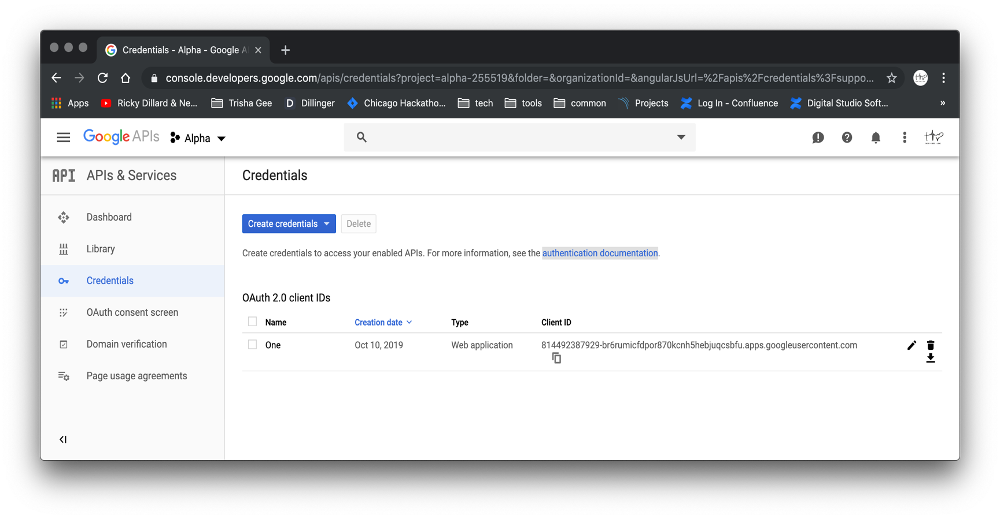 Credentials - Alpha - Google A
console.developers.google.com/apis/credentials?project=alpha-255519&folder=&organizationId=&angularJsUrl=%2Fapis%2Fcredentials%3Fsuppo...
Apps Ricky Dillard & Ne... Trisha Gee D Dillinger Chicago Hackatho... tech tools common Projects Log In - Confluence Digital Studio Soft... »
Google APIs Alpha
API APIs & Services
Credentials
Dashboard
Library
Credentials
OAuth consent screen
Domain verification
Page usage agreements
Create credentials Delete
Create credentials to access your enabled APIs. For more information, see the authentication documentation.
OAuth 2.0 client IDs
Name Creation date Type Client ID
One Oct 10, 2019 Web application 814492387929-br6rumicfdpor870kcnh5hebjuqcsbfu.apps.googleusercontent.com